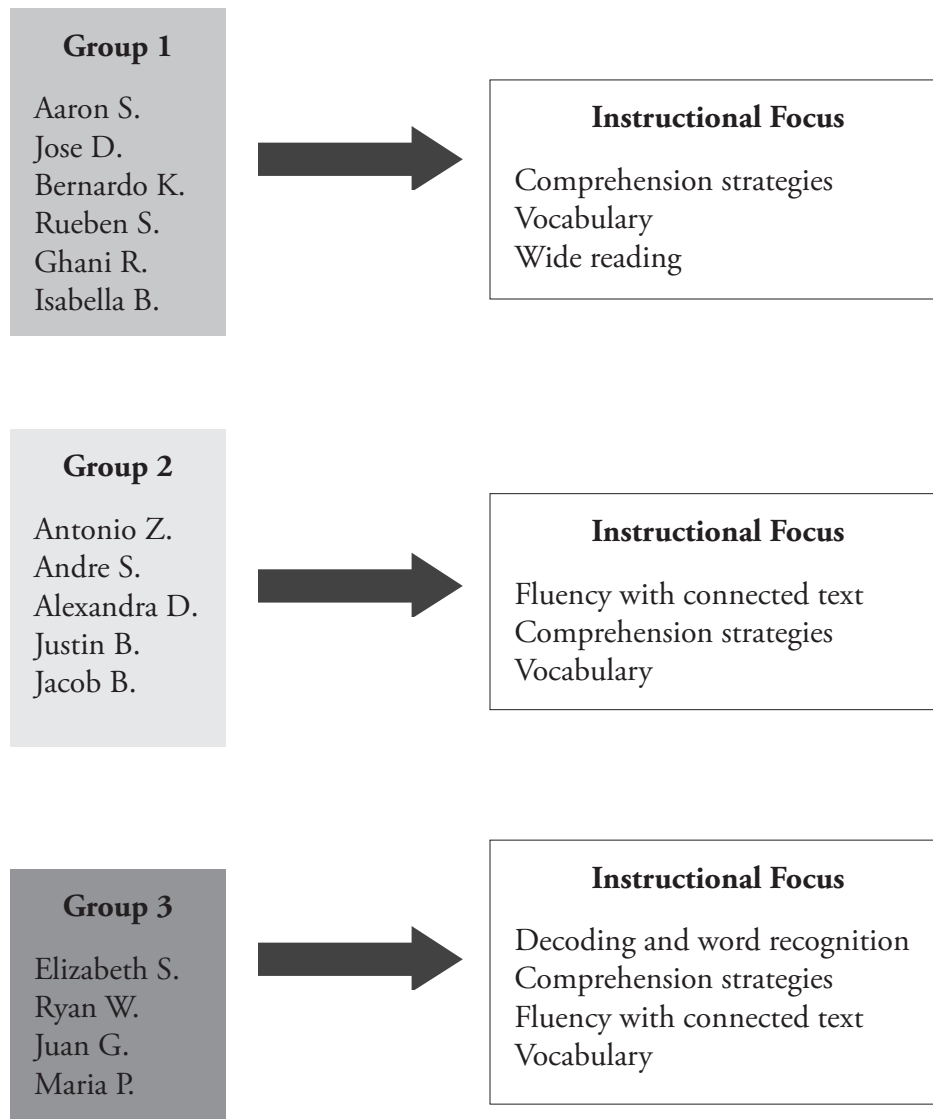 Group 1
Aaron S.
Jose D.
Bernardo K.
Rueben S.
Ghani R.
Isabella B.
Instructional Focus
Comprehension strategies
Vocabulary
Wide reading
Group 2
Antonio Z.
Andre S.
Alexandra D.
Justin B.
Jacob B.
Instructional Focus
Fluency with connected text
Comprehension strategies
Vocabulary
Group 3
Elizabeth S.
Ryan W.
Juan G.
Maria P.
Instructional Focus
Decoding and word recognition
Comprehension strategies
Fluency with connected text
Vocabulary